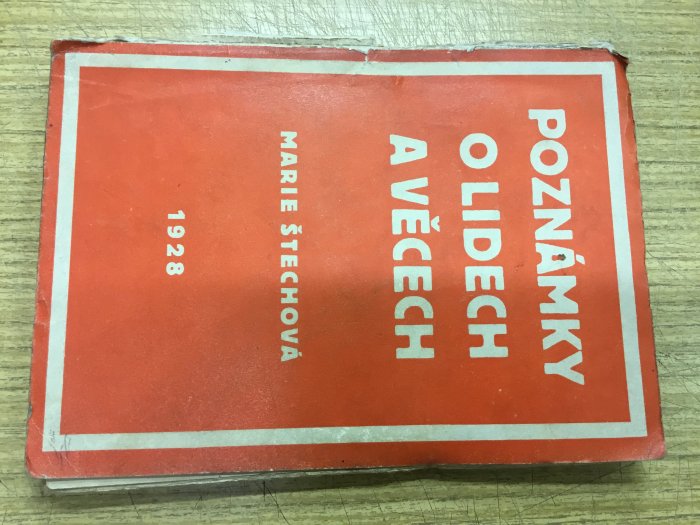 POZNÁMKY
O LIDECH
A VĚCECH
MARIE ŠTECHOVÁ
1928